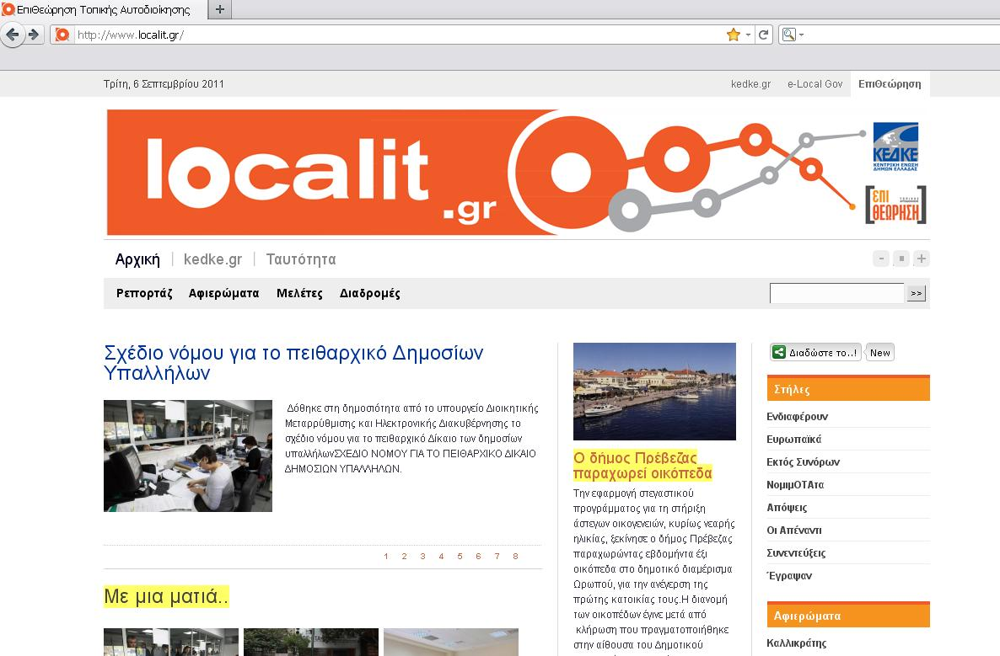 Επιθεώρηση Τοπικής Αυτοδιοίκησης
http://www.localit.gr/
Τρίτη, 6 Σεπτεμβρίου 2011
kedke.gr e-Local Gov Επιθεώρηση
localit
.gr
ΚΕΔΚΕ
ΚΕΝΤΡΙΚΗ ΕΝΩΣΗ
ΔΗΜΩΝ ΕΛΛΑΔΟΣ
ΕΠΙ
ΘΕΩΡΗΣΗ
Αρχική | kedke.gr | Ταυτότητα
Ρεπορτάζ Αφιερώματα Μελέτες Διαδρομές
>>
Σχέδιο νόμου για το πειθαρχικό Δημοσίων
Υπαλλήλων
Δόθηκε στη δημοσιότητα από το υπουργείο Διοικητικής
Μεταρρύθμισης και Ηλεκτρονικής Διακυβέρνησης το
σχέδιο νόμου για το πειθαρχικό Δίκαιο των δημοσίων
υπαλλήλωνΣΧΕΔΙΟ ΝΟΜΟΥ ΓΙΑ ΤΟ ΠΕΙΘΑΡΧΙΚΟ ΔΙΚΑΙΟ
ΔΗΜΟΣΙΩΝ ΥΠΑΛΛΗΛΩΝ.
1 2 3 4 5 6 7 8
Με μια ματιά..
Ο δήμος Πρέβεζας
παραχωρεί οικόπεδα
Την εφαρμογή στεγαστικού
προγράμματος για τη στήριξη
άστεγων οικογενειών, κυρίως νεαρής
ηλικίας, ξεκίνησε ο δήμος Πρέβεζας
παραχωρώντας εβδομήντα έξι
οικόπεδα στο δημοτικό διαμέρισμα
Ωρωπού, για την ανέγερση της
πρώτης κατοικίας τους.Η διανομή
των οικοπέδων έγινε μετά από
κλήρωση που πραγματοποιήθηκε
στην αίθουσα του Δημοτικού
Διαδώστε το..! New
Στήλες
Ενδιαφέρουν
Ευρωπαϊκά
Εκτός Συνόρων
ΝομιμΟΤΑτα
Απόψεις
Οι Απέναντι
Συνεντεύξεις
Έγραψαν
Αφιερώματα
Καλλικράτης